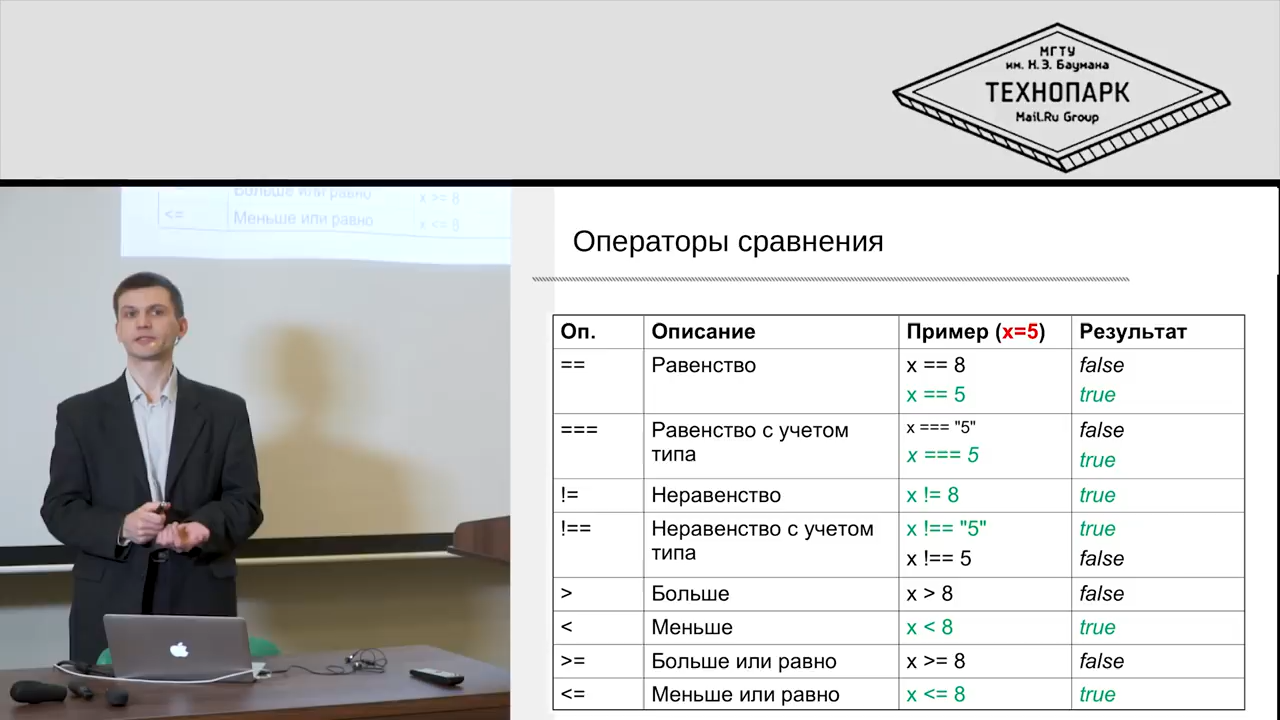 МГТУ
им. Н.Э. Баумана
ТЕХНОПАРК
Mail.Ru Group
Больше или равно x >= 8
<= Меньше или равно x <= 8
Операторы сравнения
Оп. Описание Пример (x=5) Результат
== Равенство x == 8 false
x == 5 true
=== Равенство с учетом x === "5" false
типа x === 5 true
!= Неравенство x != 8 true
!== Неравенство с учетом x !== "5" true
типа x !== 5 false
> Больше x > 8 false
< Меньше x < 8 true
>= Больше или равно x >= 8 false
<= Меньше или равно x <= 8 true